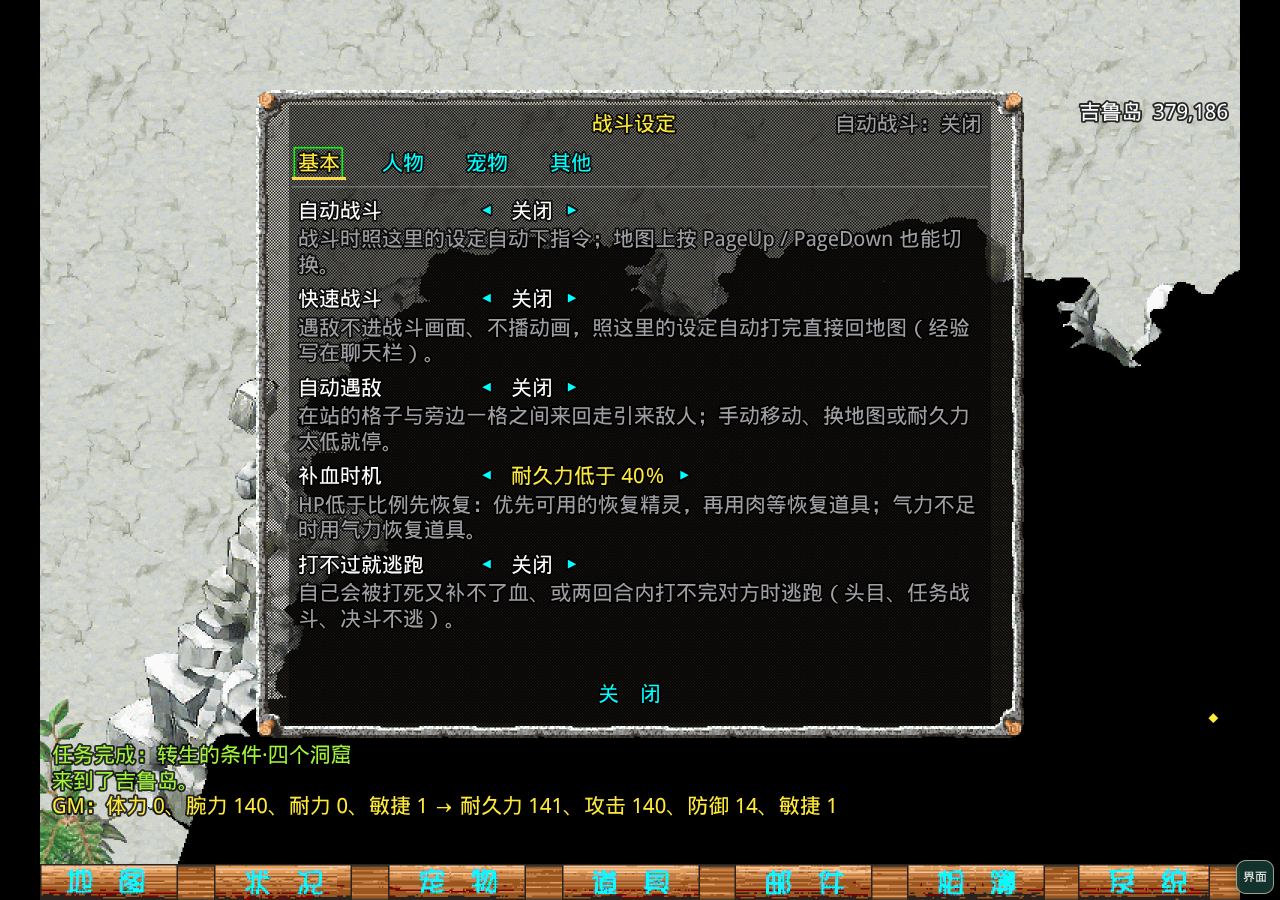 吉鲁岛 379,186
战斗设定
自动战斗：关闭
基本 人物 宠物 其他
自动战斗 ◄ 关闭 ►
战斗时照这里的设定自动下指令；地图上按 PageUp / PageDown 也能切
换。
快速战斗 ◄ 关闭 ►
遇敌不进战斗画面、不播动画，照这里的设定自动打完直接回地图（经验
写在聊天栏）。
自动遇敌 ◄ 关闭 ►
在站的格子与旁边一格之间来回走引来敌人；手动移动、换地图或耐久力
太低就停。
补血时机 ◄ 耐久力低于 40% ►
HP低于比例先恢复：优先可用的恢复精灵，再用肉等恢复道具；气力不足
时用气力恢复道具。
打不过就逃跑 ◄ 关闭 ►
自己会被打死又补不了血、或两回合内打不完对方时逃跑（头目、任务战
斗、决斗不逃）。
关 闭
任务完成：转生的条件·四个洞窟
来到了吉鲁岛。
GM：体力 0、腕力 140、耐力 0、敏捷 1 → 耐久力 141、攻击 140、防御 14、敏捷 1
地 图 状 况 宠 物 道 具 邮 件 相 簿 系 统
界面